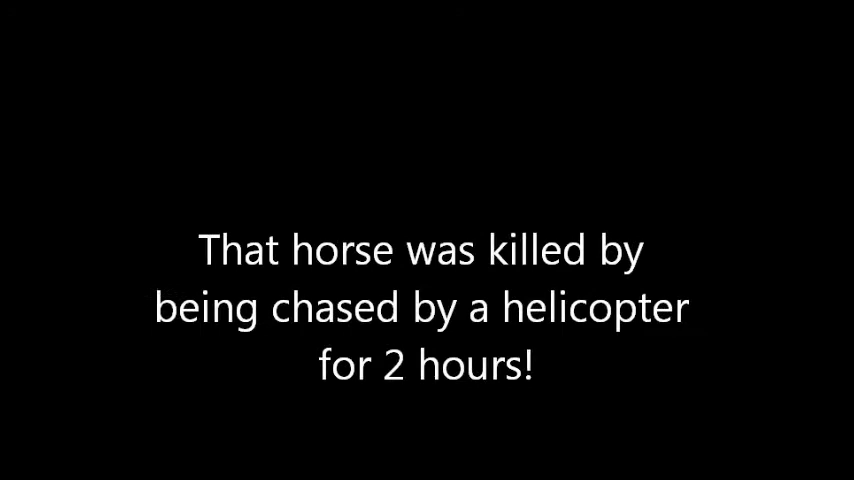 That horse was killed by
being chased by a helicopter
for 2 hours!